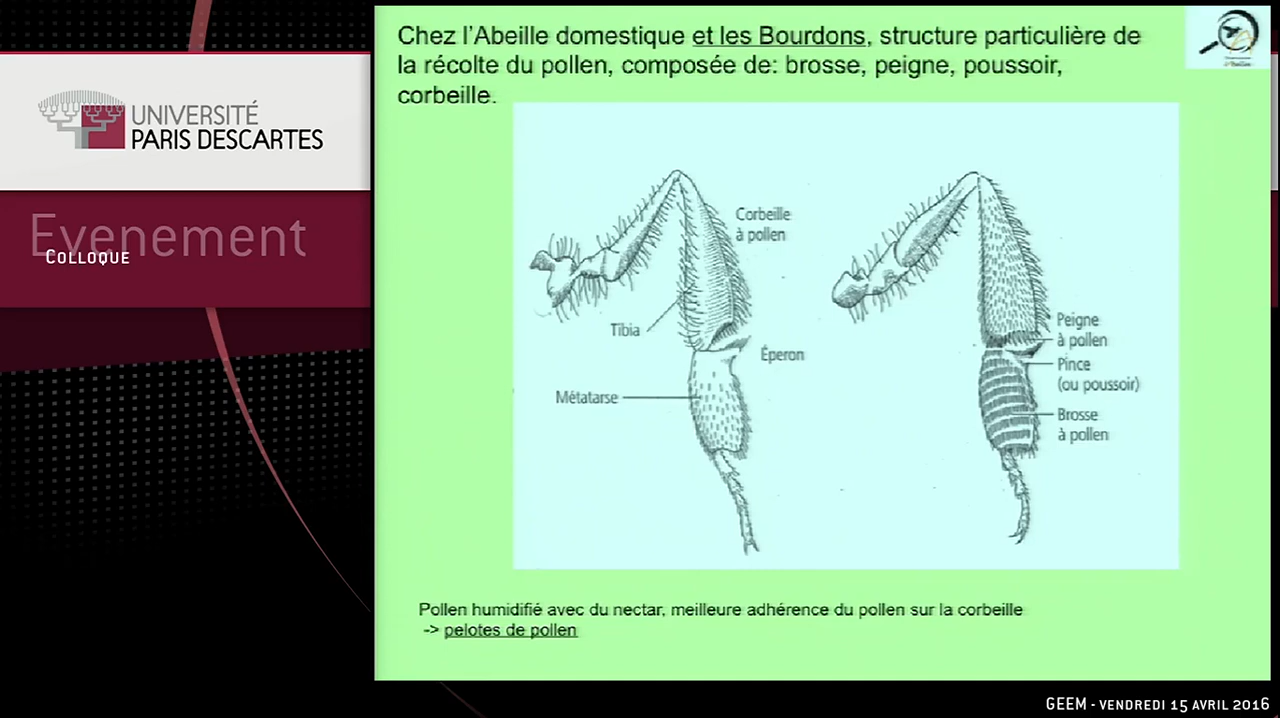 UNIVERSITÉ
PARIS DESCARTES
Evenement
COLLOQUE
Chez l'Abeille domestique et les Bourdons, structure particulière de
la récolte du pollen, composée de: brosse, peigne, poussoir,
corbeille.
Corbeille
à pollen
Tibia
Éperon
Métatarse
Peigne
à pollen
Pince
(ou poussoir)
Brosse
à pollen
Pollen humidifié avec du nectar, meilleure adhérence du pollen sur la corbeille
-> pelotes de pollen
GEEM - VENDREDI 15 AVRIL 2016